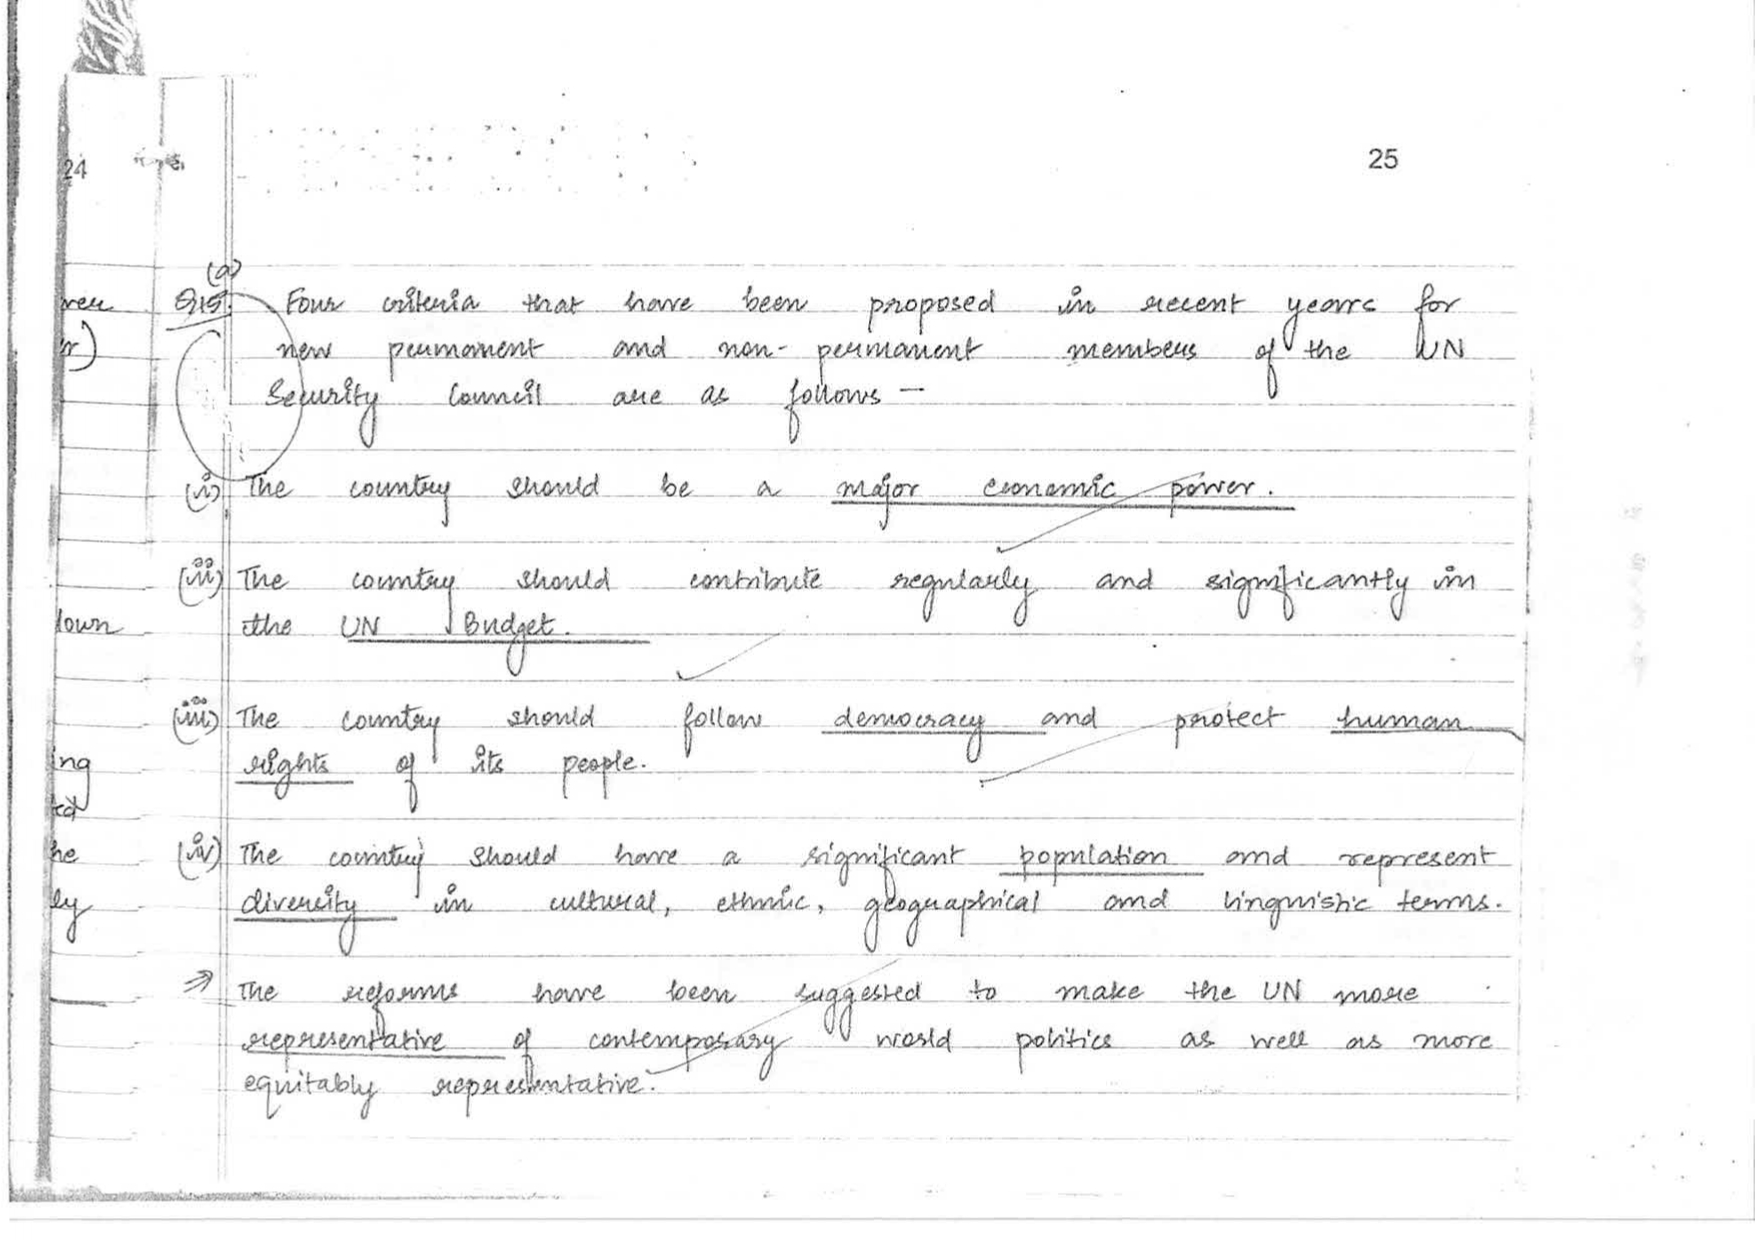 24
25
(a)
Q15. Four criteria that have been proposed in recent years for
new permanent and non-permanent members of the UN
Security Council are as follows —
(i) The country should be a major economic power.
(ii) The country should contribute regularly and significantly in
the UN Budget.
(iii) The country should follow democracy and protect human
rights of its people.
(iv) The country should have a significant population and represent
diversity in cultural, ethnic, geographical and linguistic terms.
⇒ The reforms have been suggested to make the UN more
representative of contemporary world politics as well as more
equitably representative.
down
ing
ed
he
ly